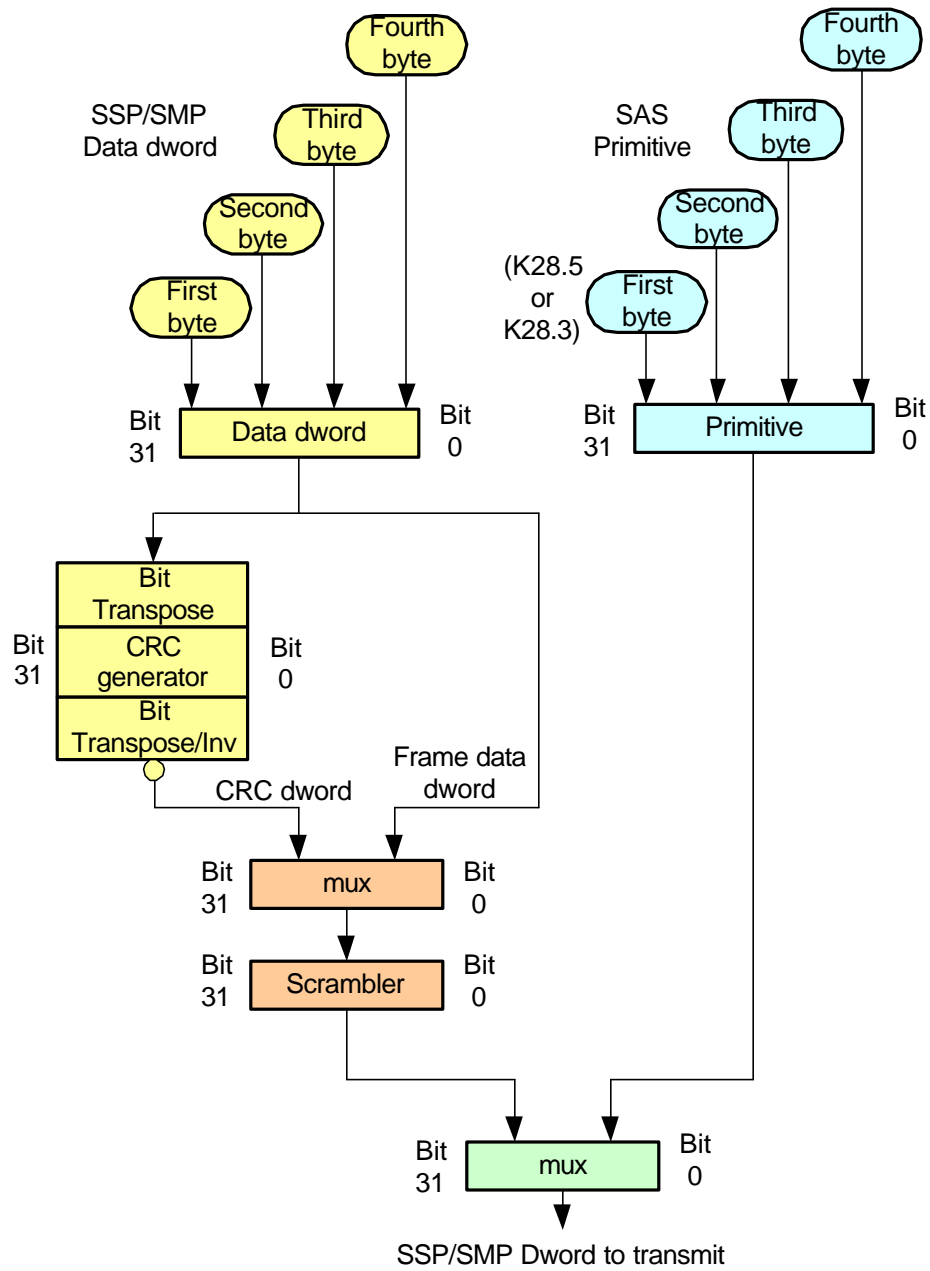 Fourth
byte
Fourth
byte
SSP/SMP
Data dword
Third
byte
SAS
Primitive
Third
byte
Second
byte
Second
byte
(K28.5
or
K28.3)
First
byte
First
byte
Bit
31
Data dword
Bit
0
Bit
31
Primitive
Bit
0
Bit
Transpose
Bit
31
CRC
generator
Bit
0
Bit
Transpose/Inv
CRC dword
Frame data
dword
Bit
31
mux
Bit
0
Bit
31
Scrambler
Bit
0
Bit
31
mux
Bit
0
SSP/SMP Dword to transmit